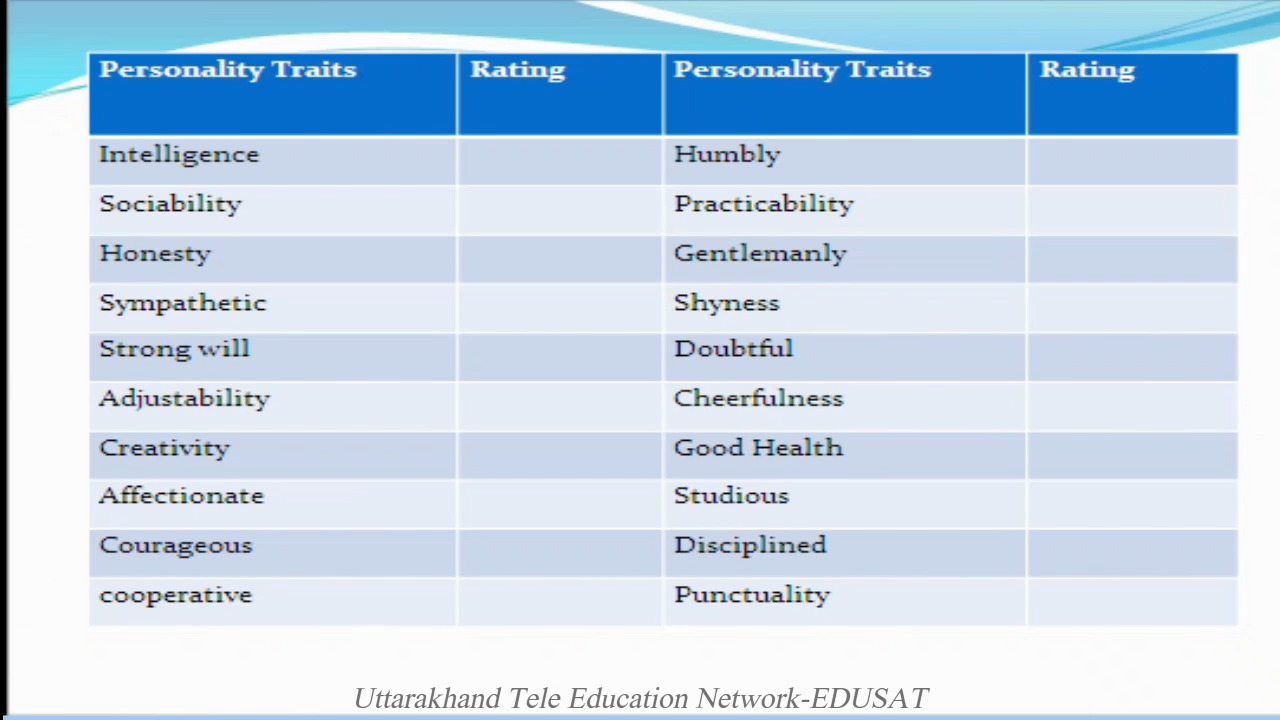 Personality Traits Rating Personality Traits Rating
Intelligence Humbly
Sociability Practicability
Honesty Gentlemanly
Sympathetic Shyness
Strong will Doubtful
Adjustability Cheerfulness
Creativity Good Health
Affectionate Studious
Courageous Disciplined
cooperative Punctuality
Uttarakhand Tele Education Network-EDUSAT